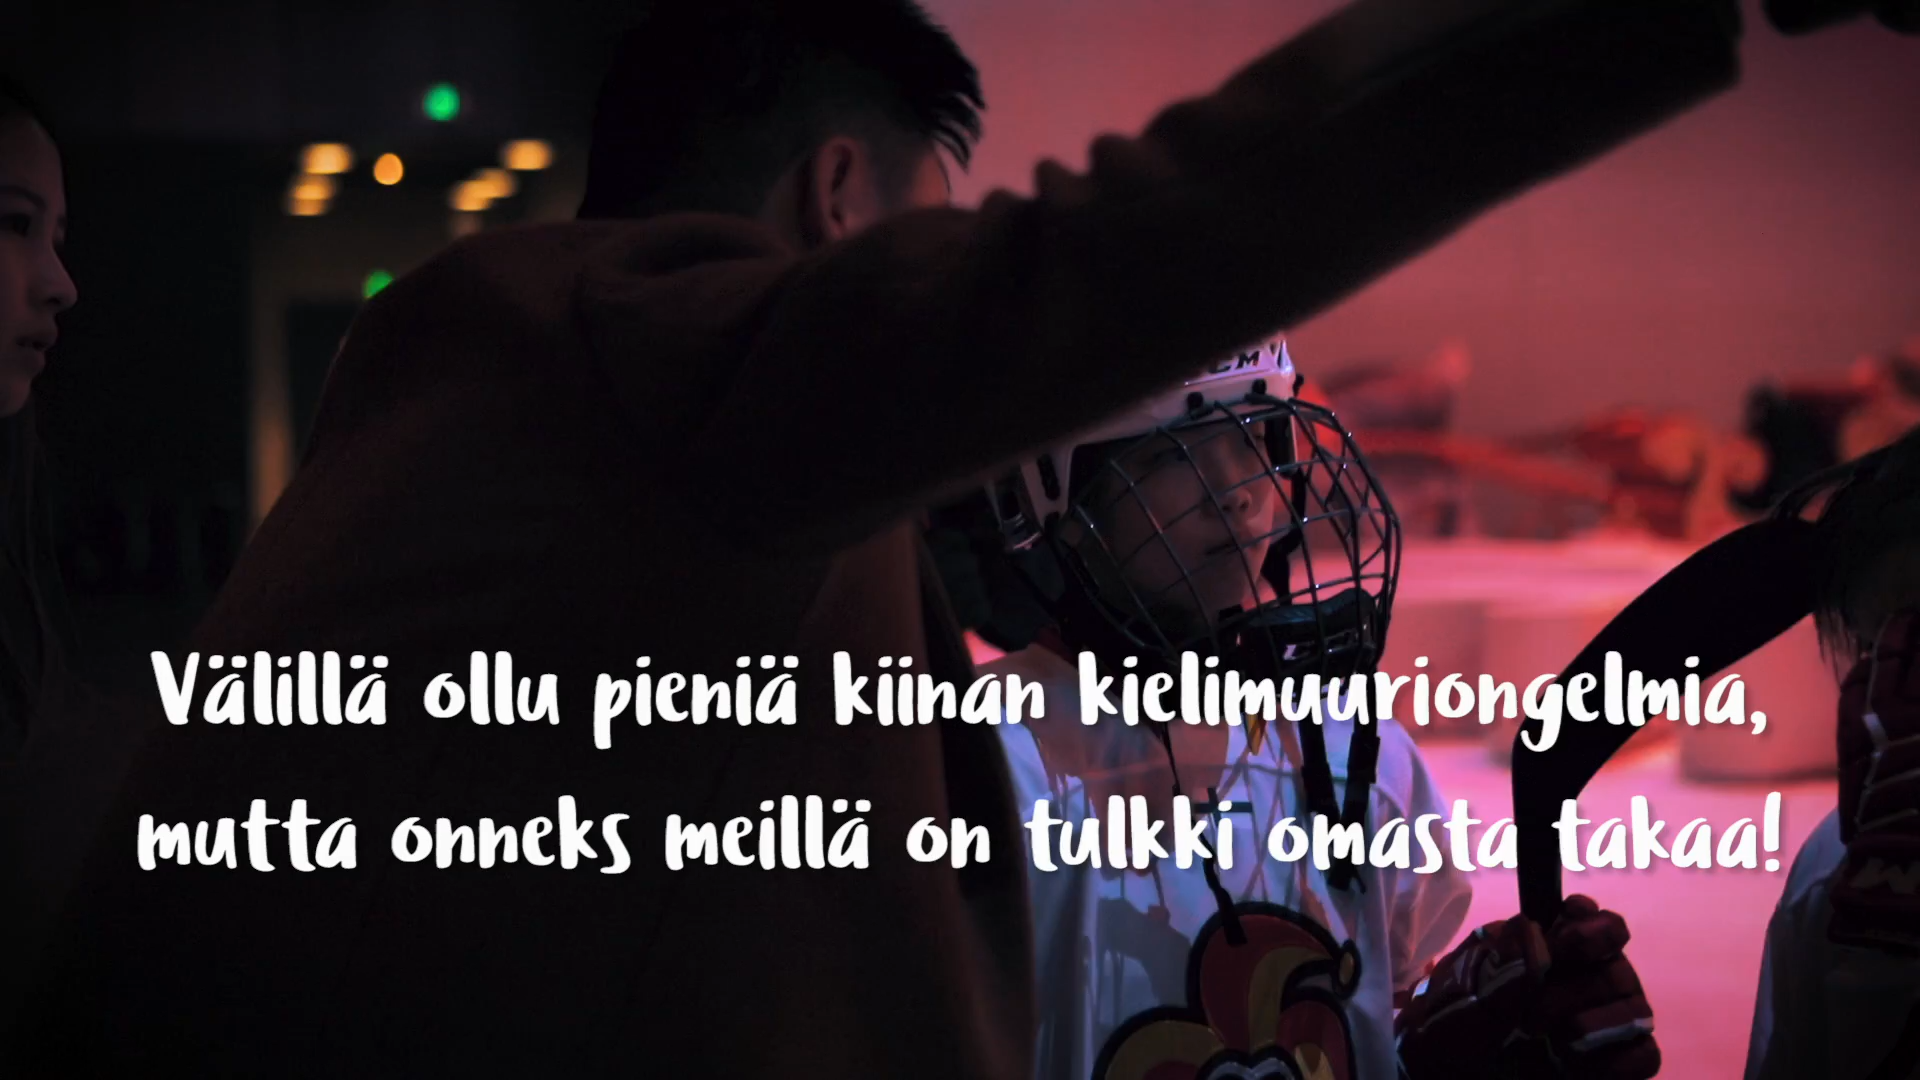 Välillä ollu pieniä kiinan kielimuuriongelmia,
mutta onneks meillä on tulkki omasta takaa!